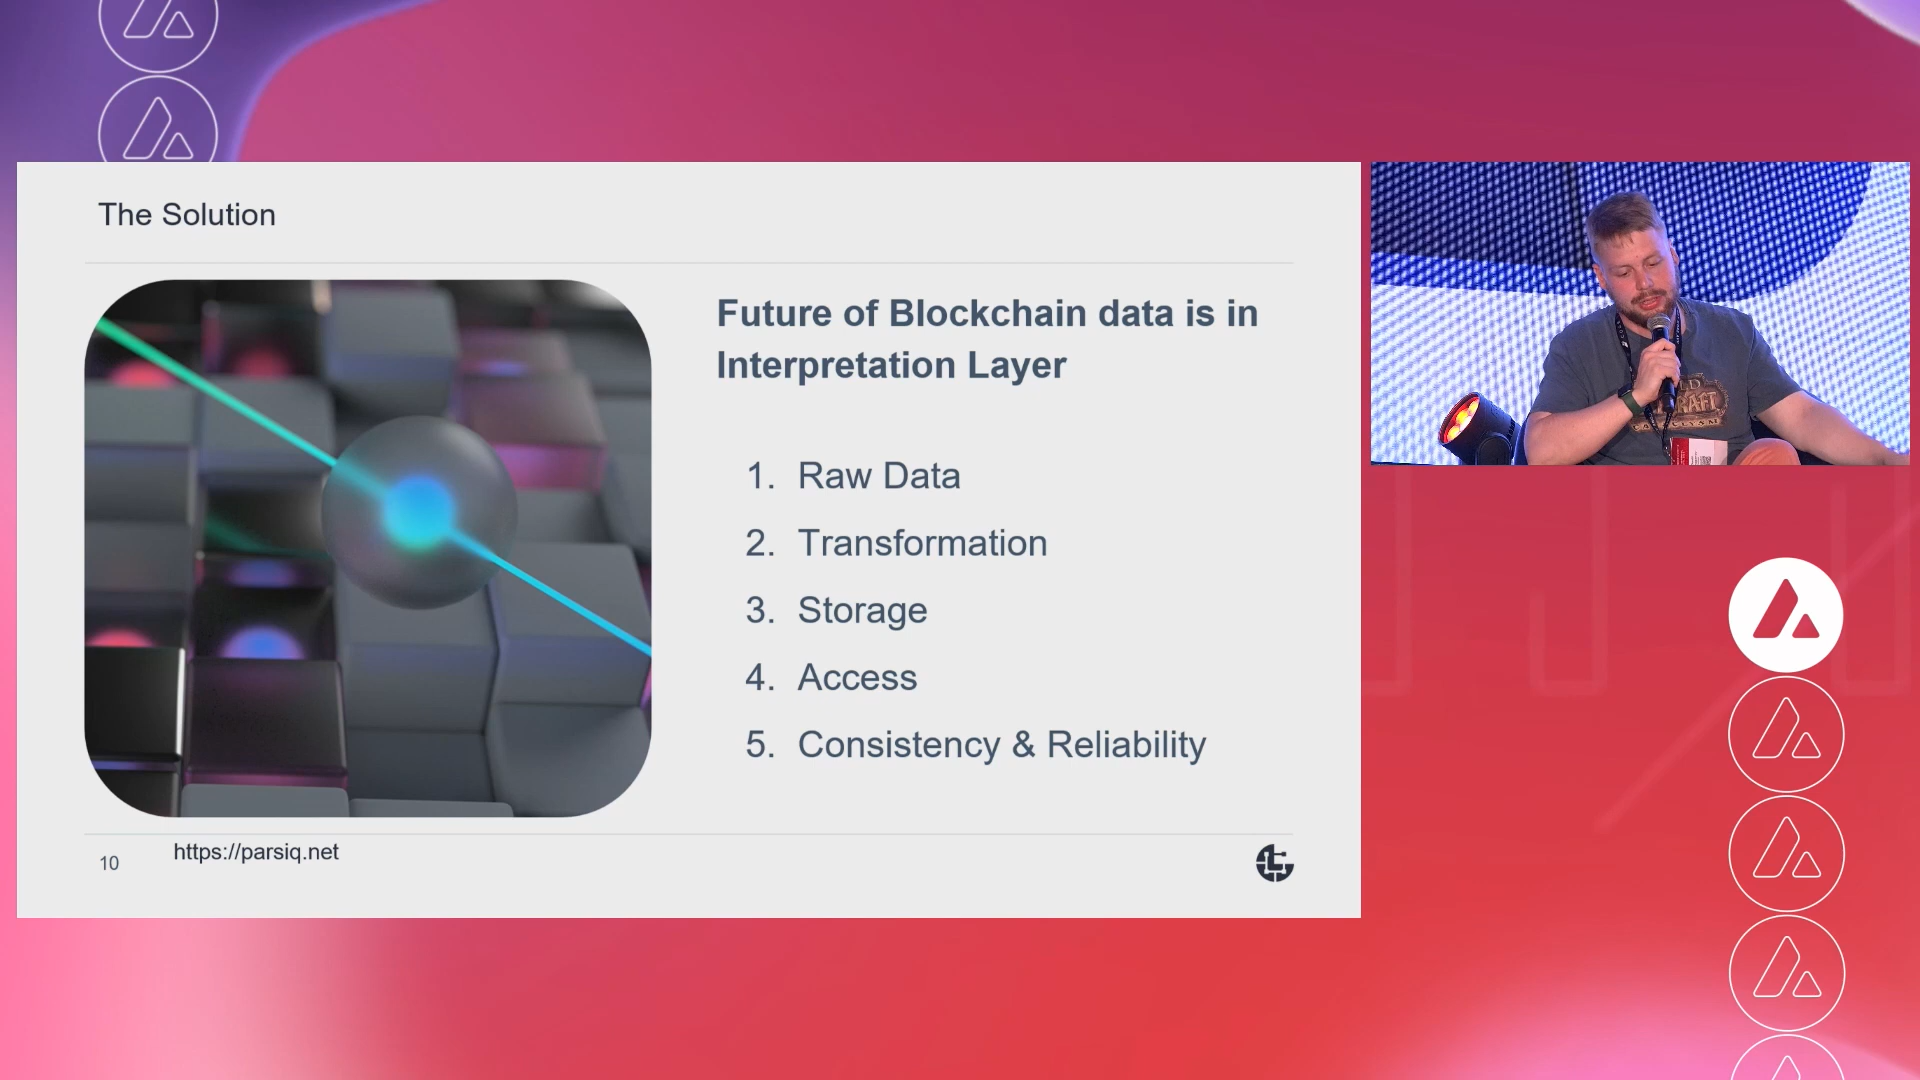 The Solution
Future of Blockchain data is in
Interpretation Layer
1. Raw Data
2. Transformation
3. Storage
4. Access
5. Consistency & Reliability
10
https://parsiq.net
CATACLYSM